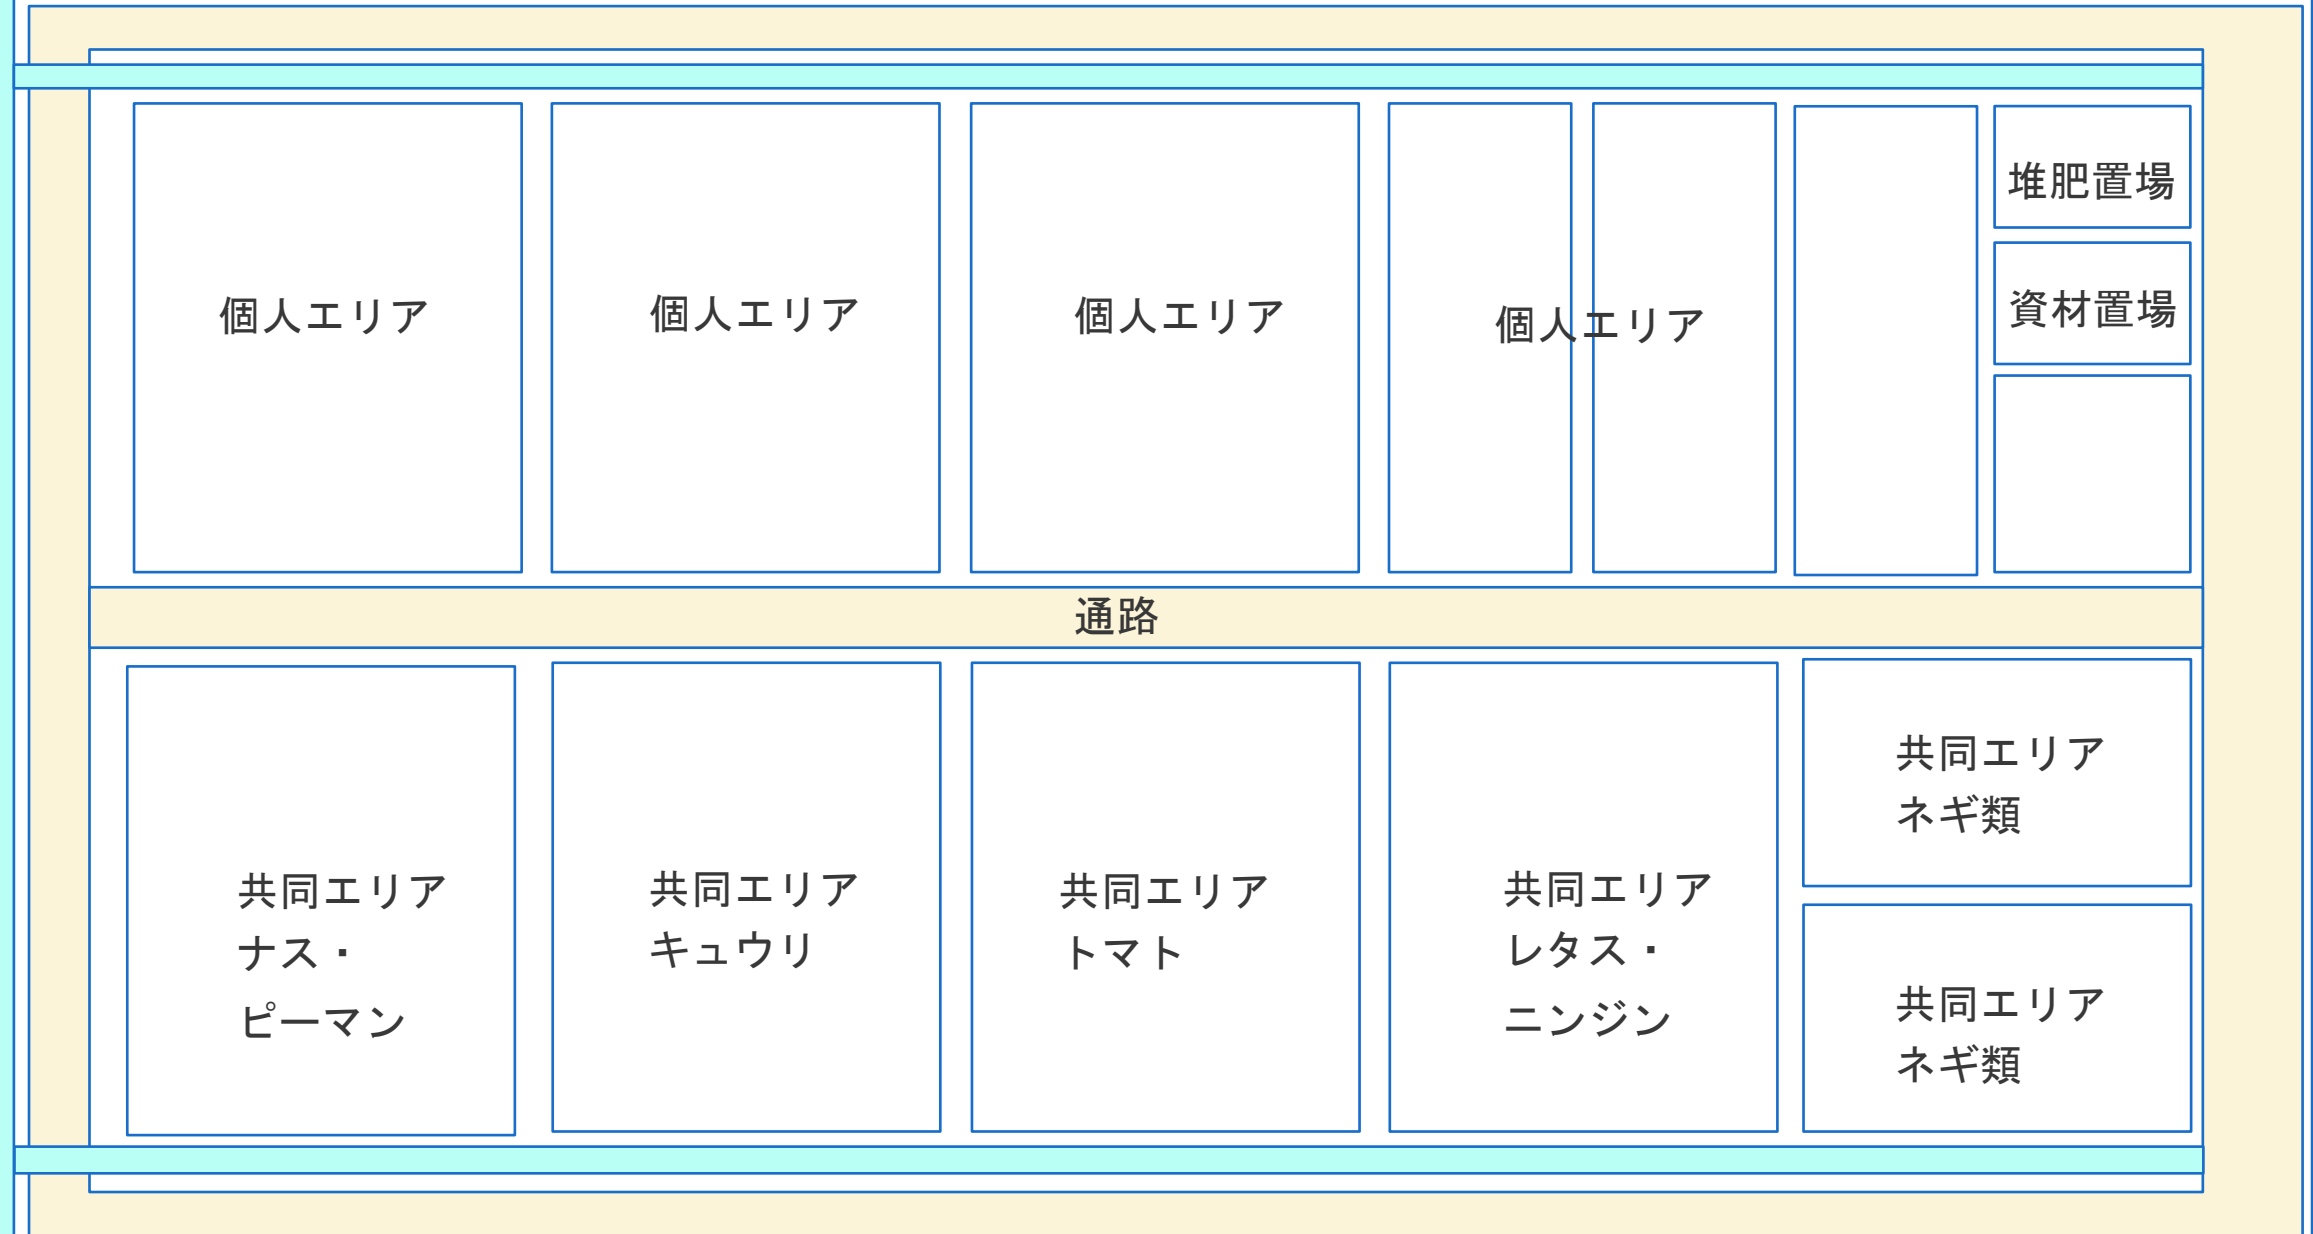 個人エリア
個人エリア
個人エリア
個人エリア
堆肥置場
資材置場
通路
共同エリア
ナス・
ピーマン
共同エリア
キュウリ
共同エリア
トマト
共同エリア
レタス・
ニンジン
共同エリア
ネギ類
共同エリア
ネギ類